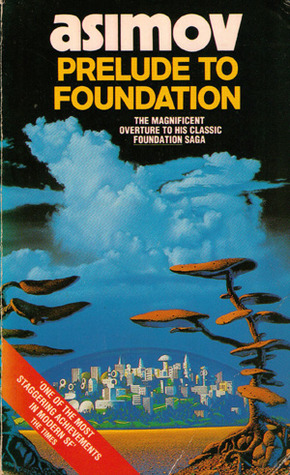 asimov
PRELUDE TO
FOUNDATION
THE MAGNIFICENT
OVERTURE TO HIS CLASSIC
FOUNDATION SAGA
'ONE OF THE MOST
STAGGERING ACHIEVEMENTS
IN MODERN SF'
THE TIMES